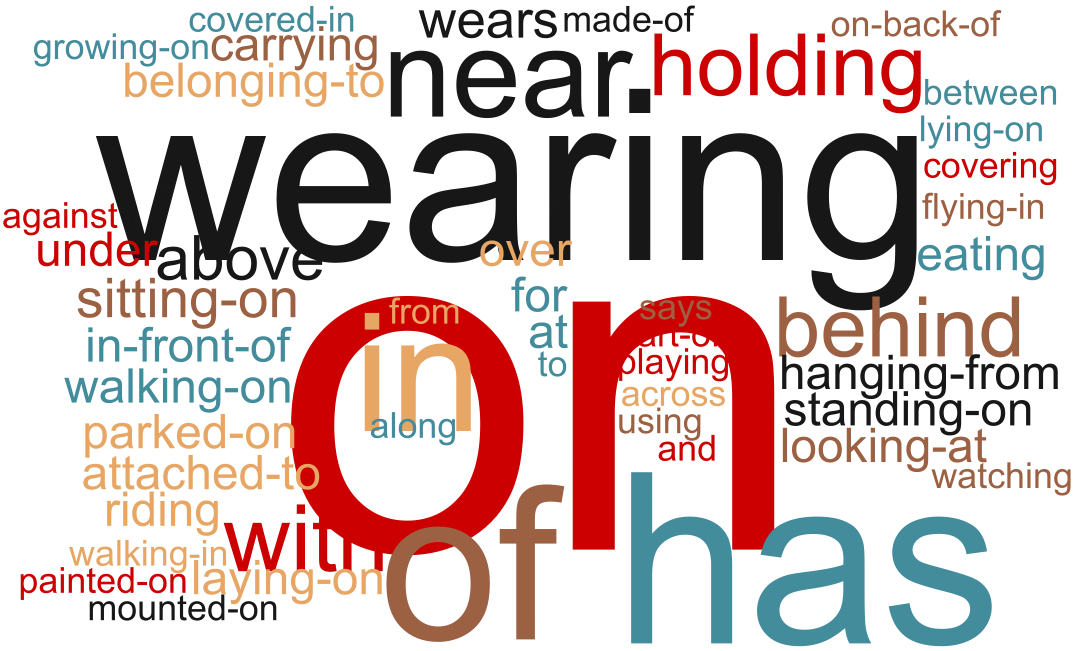 covered-in
wears
made-of
on-back-of
growing-on
carrying
near
holding
belonging-to
between
wearing
lying-on
covering
against
flying-in
under
above
over
eating
sitting-on
for
from
says
behind
in-front-of
at
on
in
to
playing
hanging-from
walking-on
across
standing-on
parked-on
along
using
and
looking-at
attached-to
watching
riding
with
of
has
walking-in
painted-on
laying-on
mounted-on